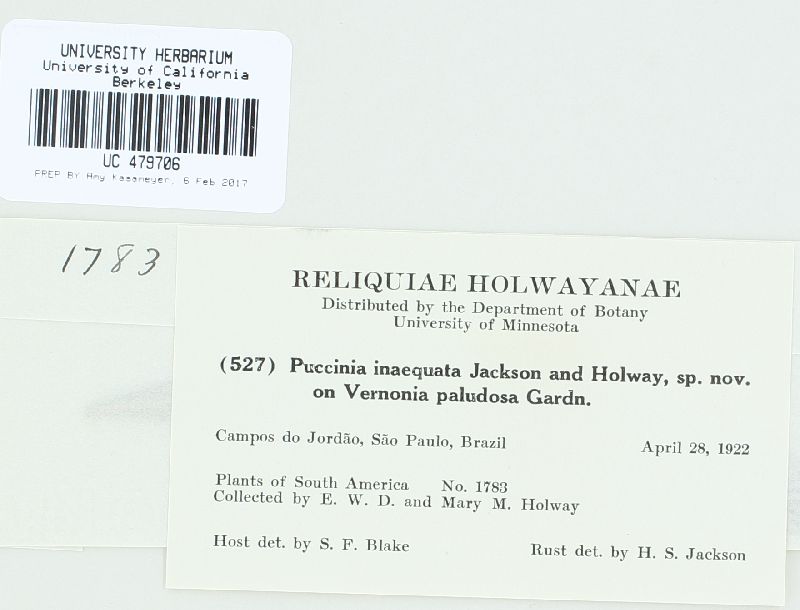 UNIVERSITY HERBARIUM
University of California
Berkeley
UC 479706
PREP BY Amy Kasameyer, 6 Feb 2017
1783
RELIQUIAE HOLWAYANAE
Distributed by the Department of Botany
University of Minnesota
(527) Puccinia inaequata Jackson and Holway, sp. nov.
on Vernonia paludosa Gardn.
Campos do Jordão, São Paulo, Brazil April 28, 1922
Plants of South America No. 1783
Collected by E. W. D. and Mary M. Holway
Host det. by S. F. Blake Rust det. by H. S. Jackson